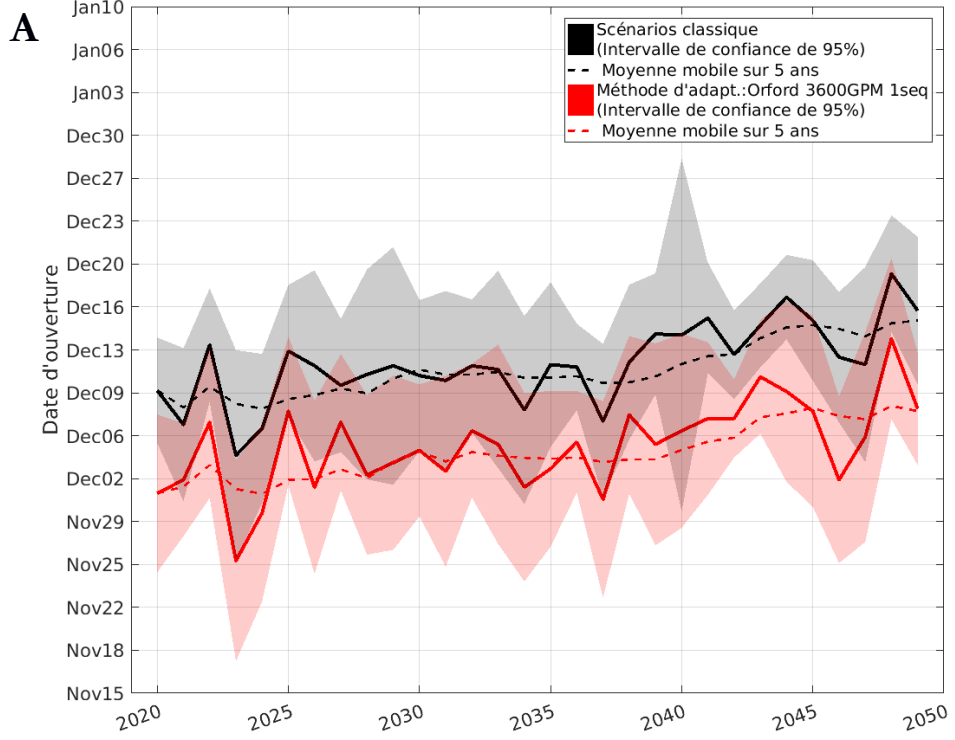 A
Jan10
Jan06
Jan03
Dec30
Dec27
Dec23
Dec20
Dec16
Dec13
Dec09
Dec06
Dec02
Nov29
Nov25
Nov22
Nov18
Nov15
Date d'ouverture
Scénarios classique
(Intervalle de confiance de 95%)
Moyenne mobile sur 5 ans
Méthode d'adapt.:Orford 3600GPM 1seq
(Intervalle de confiance de 95%)
Moyenne mobile sur 5 ans
2020
2025
2030
2035
2040
2045
2050